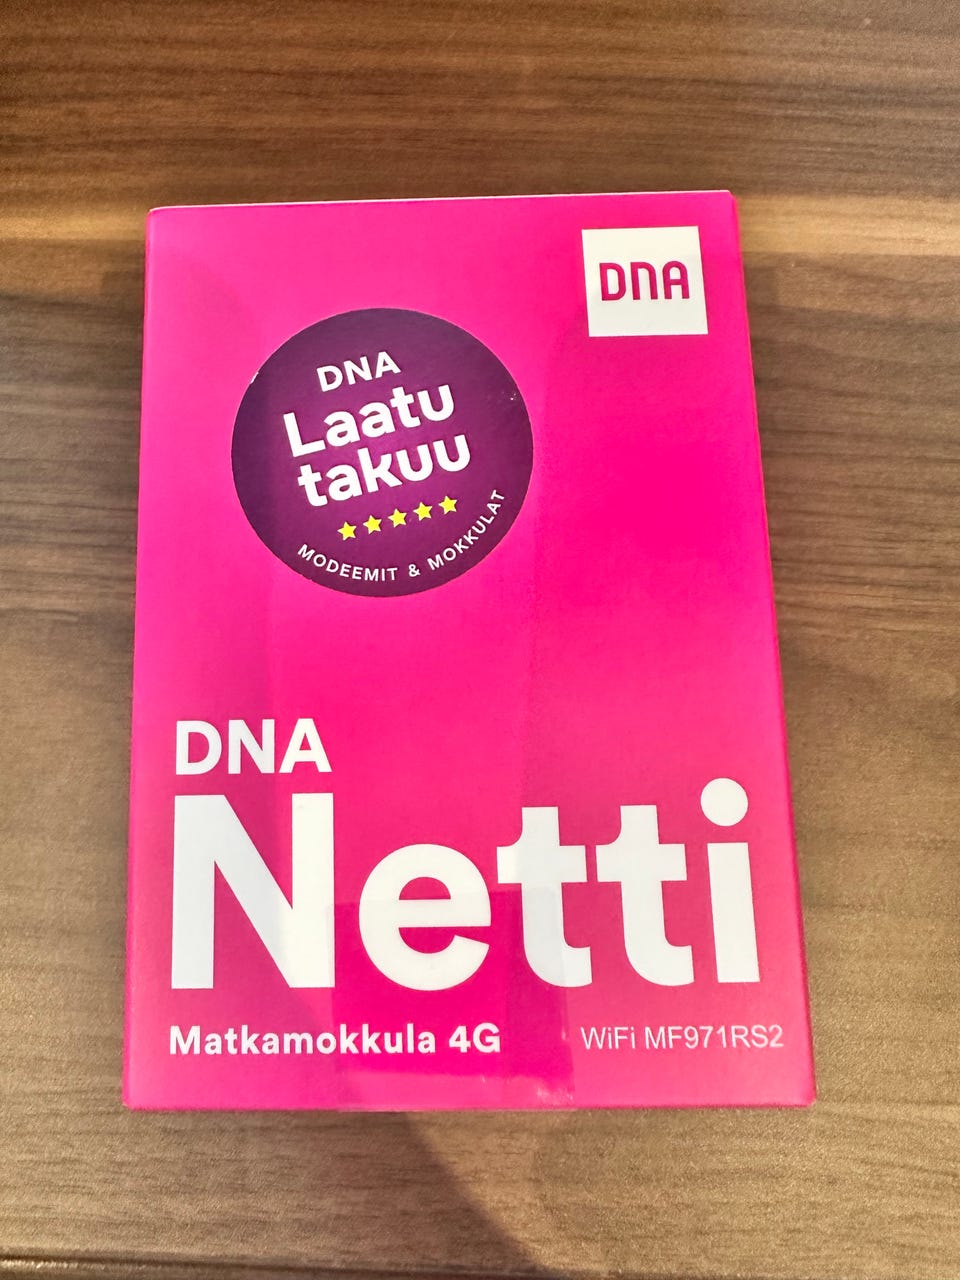 DNA
DNA
Laatu
takuu
MODEEMIT & MOKKULAT
DNA
Netti
Matkamokkula 4G
WiFi MF971RS2